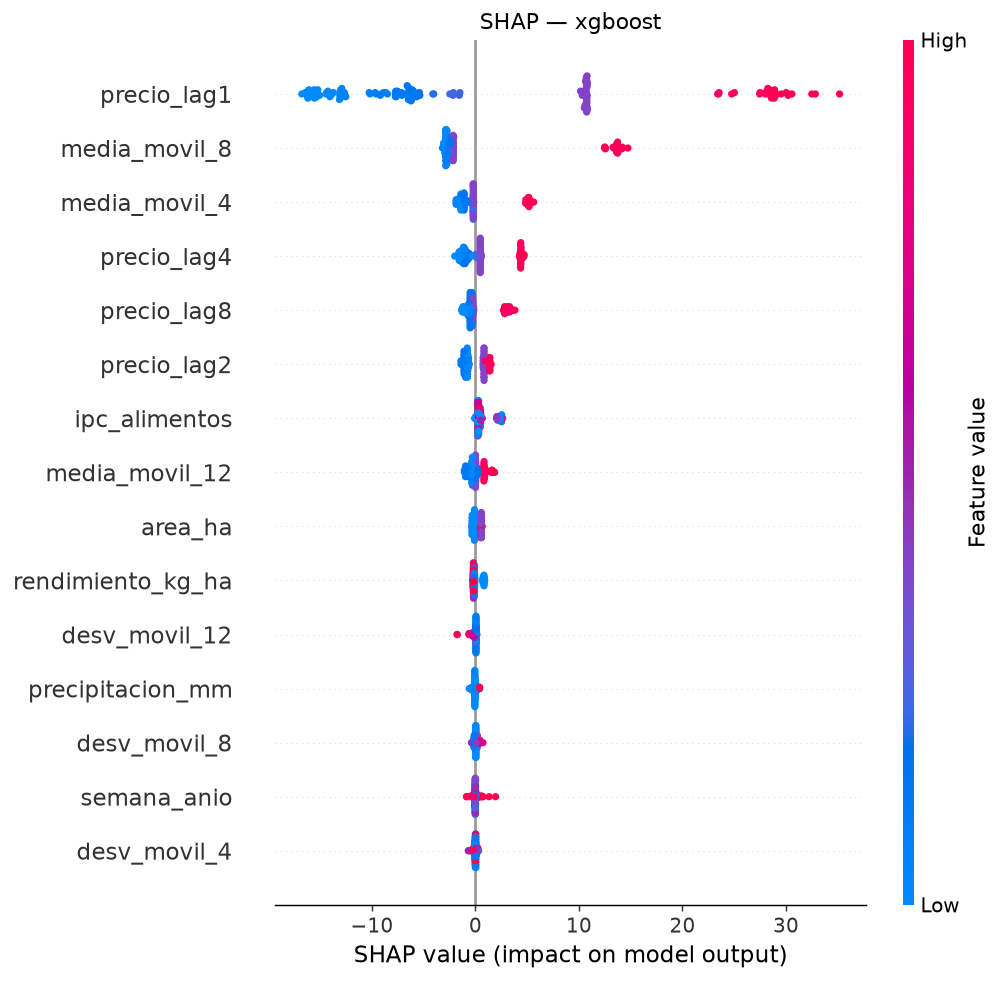 SHAP — xgboost
High
precio_lag1
media_movil_8
media_movil_4
precio_lag4
precio_lag8
precio_lag2
ipc_alimentos
media_movil_12
area_ha
rendimiento_kg_ha
desv_movil_12
precipitacion_mm
desv_movil_8
semana_anio
desv_movil_4
Feature value
Low
−10 0 10 20 30
SHAP value (impact on model output)